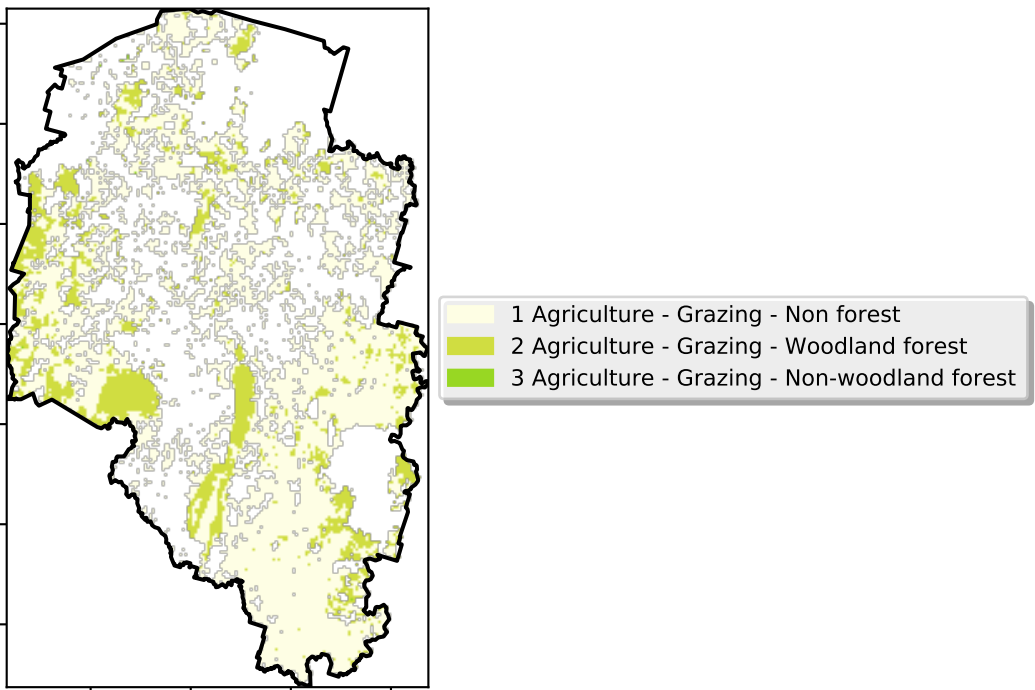 1 Agriculture - Grazing - Non forest
2 Agriculture - Grazing - Woodland forest
3 Agriculture - Grazing - Non-woodland forest